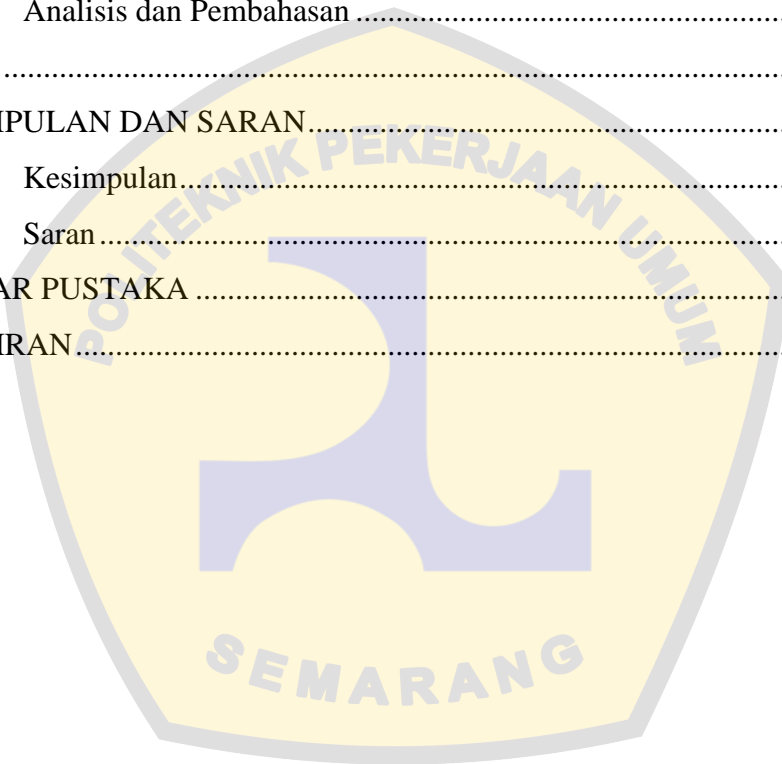 Analisis dan Pembahasan ................................................................
................................................................................................................
IPULAN DAN SARAN................................................................
Kesimpulan................................................................................
Saran................................................................................................
AR PUSTAKA ................................................................................
IRAN................................................................................................
POLITEKNIK PEKERJAAN UMUM
SEMARANG